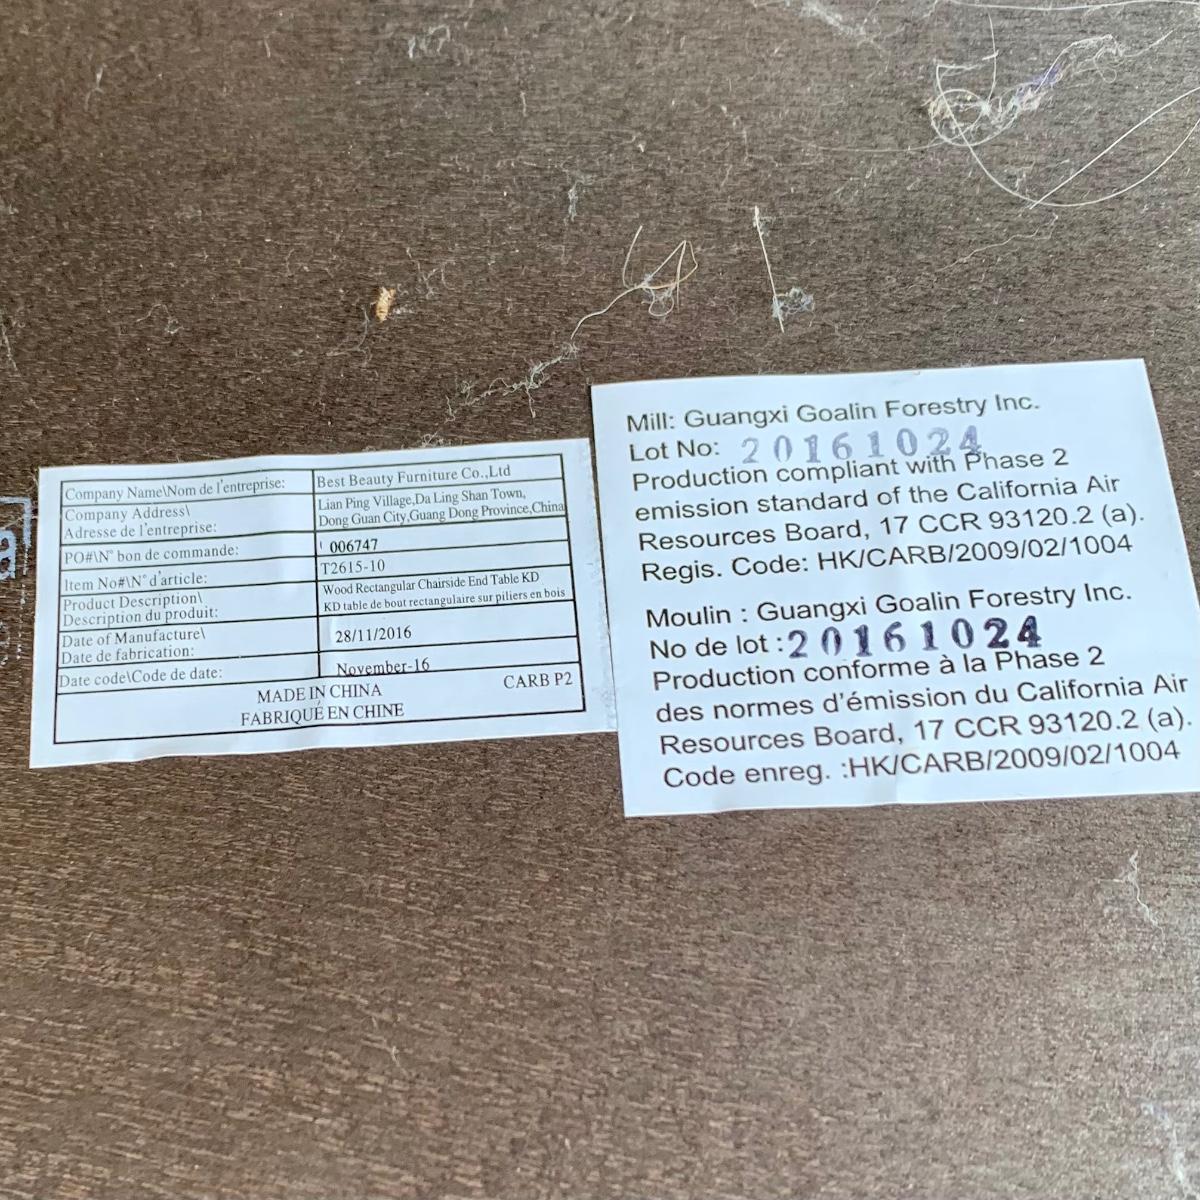 Company Name\Nom de l'entreprise: Best Beauty Furniture Co.,Ltd
Company Address\
Adresse de l'entreprise:
Lian Ping Village,Da Ling Shan Town,
Dong Guan City,Guang Dong Province,China
PO#\N° bon de commande: 006747
Item No#\N° d'article: T2615-10
Product Description\
Description du produit:
Wood Rectangular Chairside End Table KD
KD table de bout rectangulaire sur piliers en bois
Date of Manufacture\
Date de fabrication:
28/11/2016
Date code\Code de date: November-16
MADE IN CHINA
FABRIQUÉ EN CHINE
CARB P2
Mill: Guangxi Goalin Forestry Inc.
Lot No: 20161024
Production compliant with Phase 2
emission standard of the California Air
Resources Board, 17 CCR 93120.2 (a).
Regis. Code: HK/CARB/2009/02/1004
Moulin : Guangxi Goalin Forestry Inc.
No de lot :20161024
Production conforme à la Phase 2
des normes d'émission du California Air
Resources Board, 17 CCR 93120.2 (a).
Code enreg. :HK/CARB/2009/02/1004